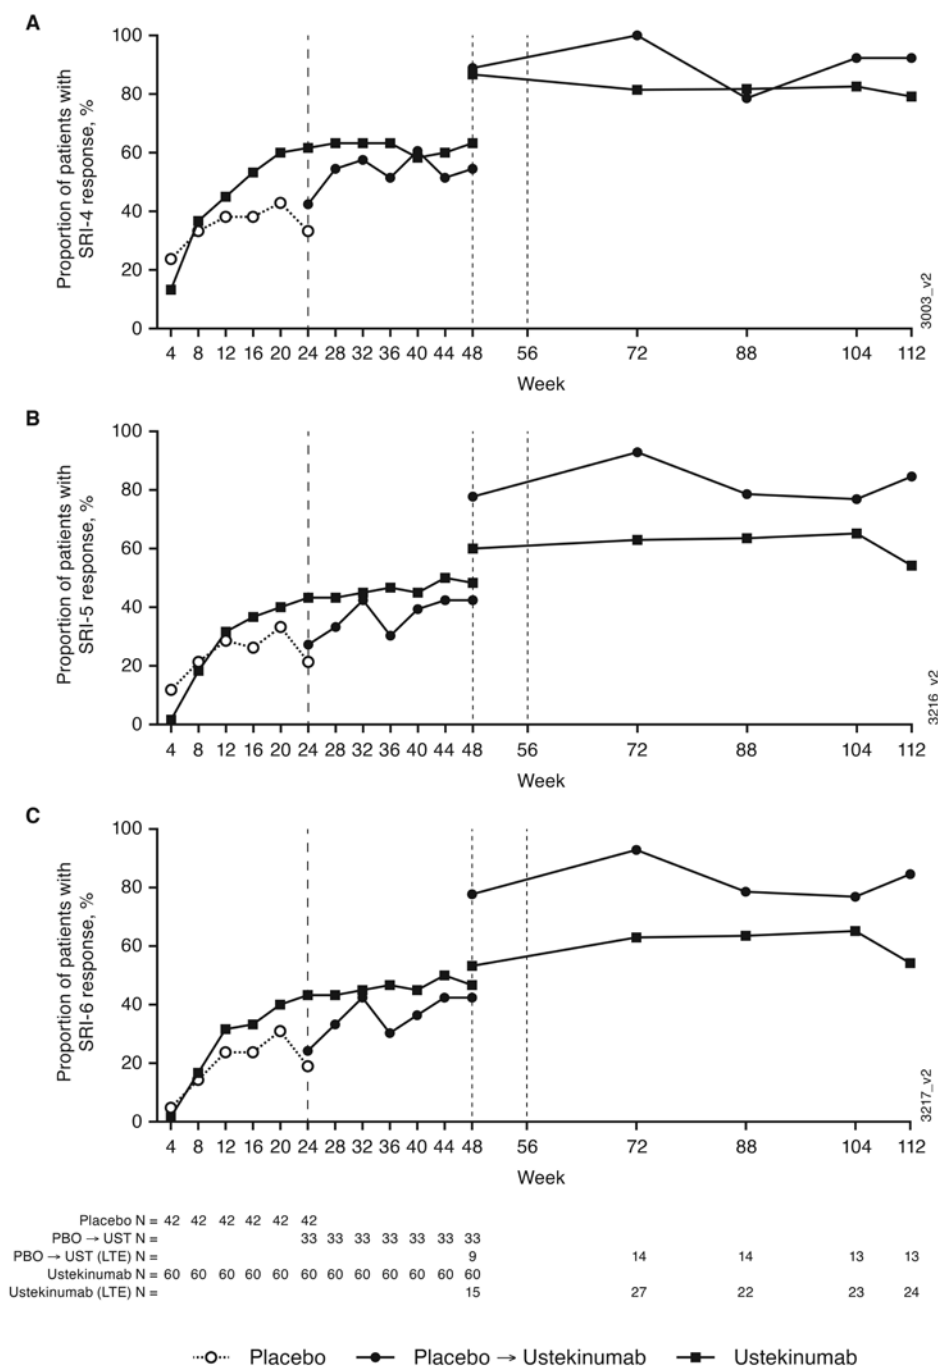 A
Proportion of patients with
SRI-4 response, %
100
80
60
40
20
0
4 8 12 16 20 24 28 32 36 40 44 48 56 72 88 104 112
Week
3003_v2
B
Proportion of patients with
SRI-5 response, %
100
80
60
40
20
0
4 8 12 16 20 24 28 32 36 40 44 48 56 72 88 104 112
Week
3216_v2
C
Proportion of patients with
SRI-6 response, %
100
80
60
40
20
0
4 8 12 16 20 24 28 32 36 40 44 48 56 72 88 104 112
Week
3217_v2
Placebo N = 42 42 42 42 42 42
PBO → UST N = 33 33 33 33 33 33 33
PBO → UST (LTE) N = 9 14 14 13 13
Ustekinumab N = 60 60 60 60 60 60 60 60 60 60 60 60
Ustekinumab (LTE) N = 15 27 22 23 24
Placebo Placebo → Ustekinumab Ustekinumab